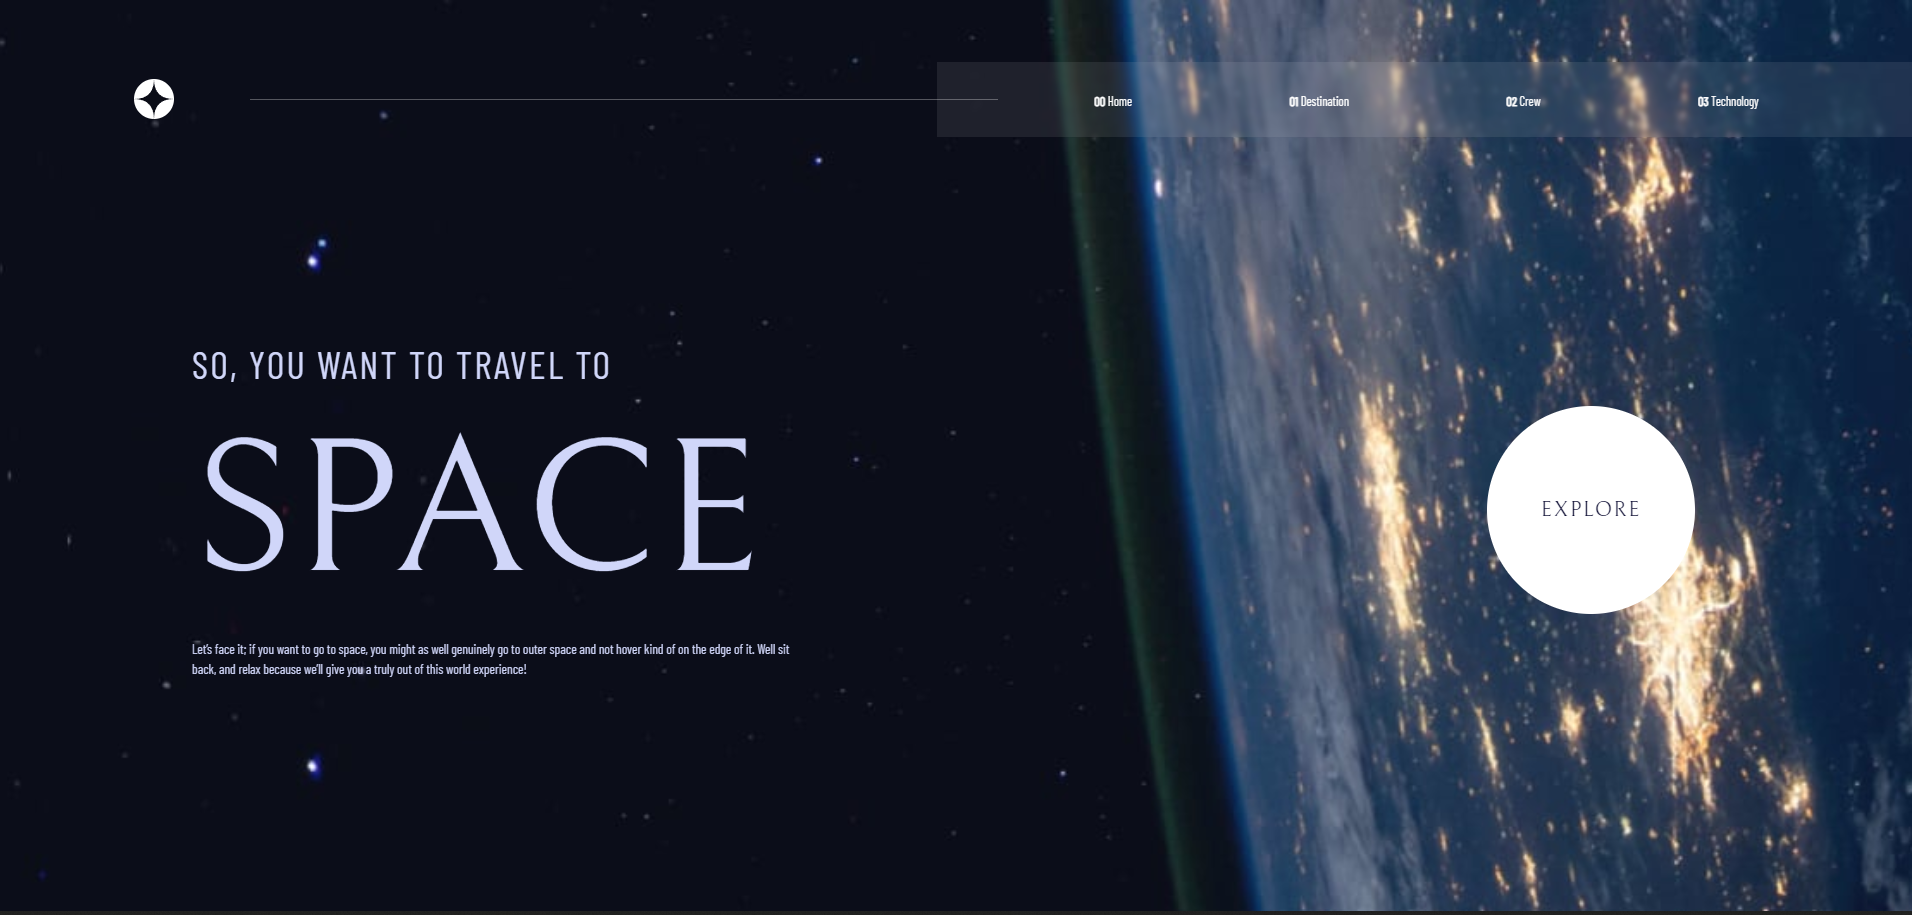 00 Home 01 Destination 02 Crew 03 Technology
SO, YOU WANT TO TRAVEL TO
SPACE
EXPLORE
Let's face it; if you want to go to space, you might as well genuinely go to outer space and not hover kind of on the edge of it. Well sit
back, and relax because we'll give you a truly out of this world experience!